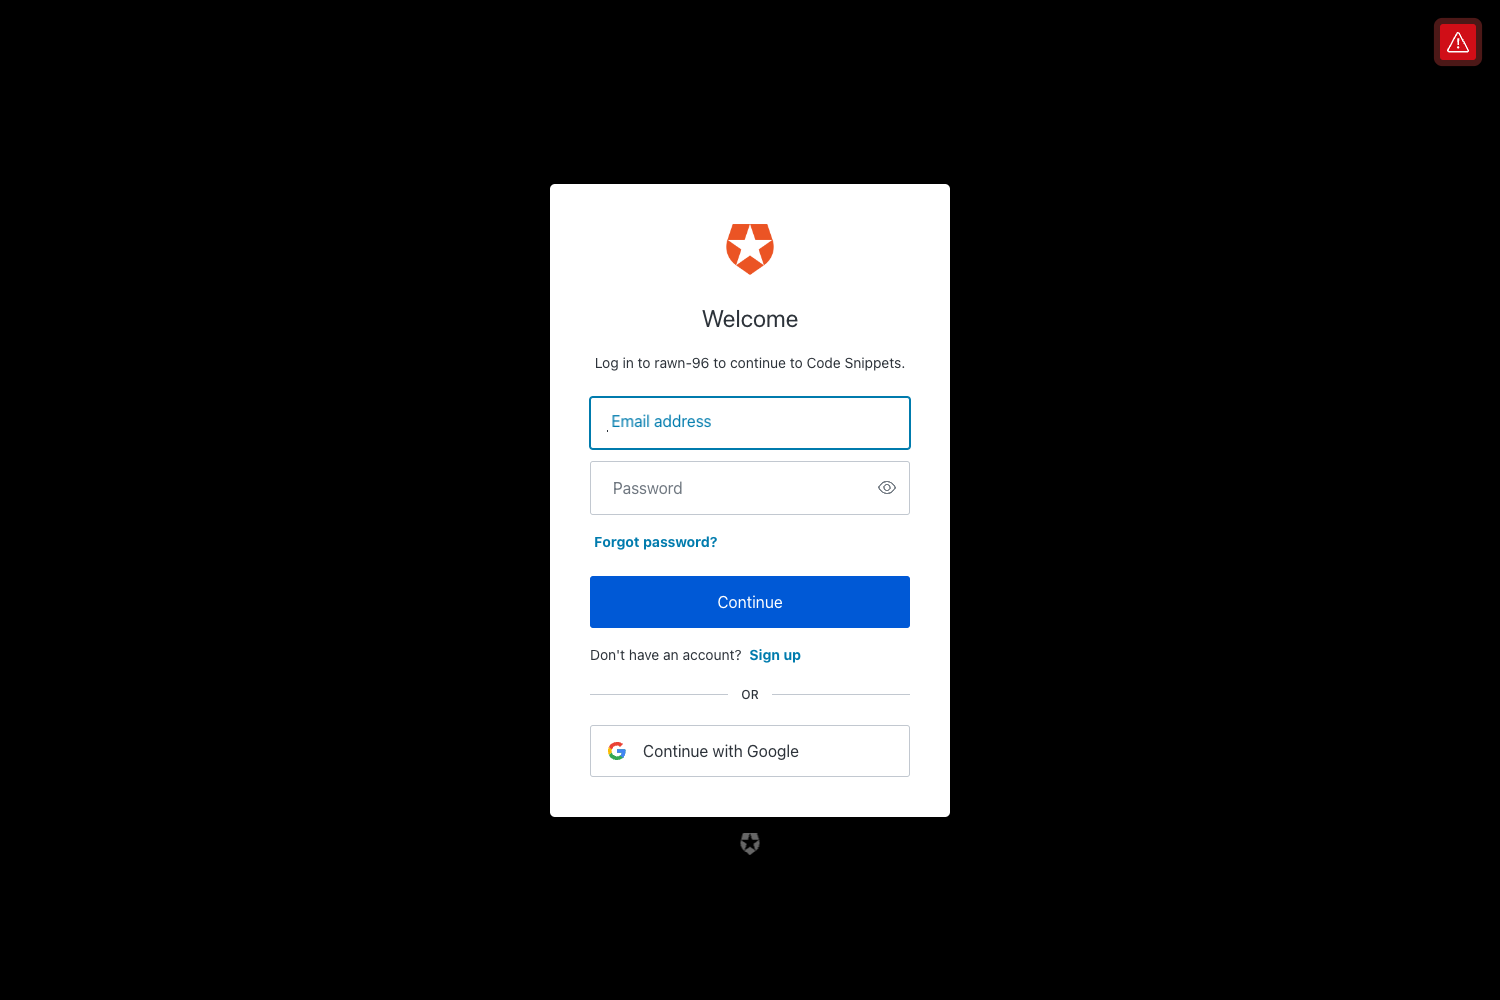 Welcome
Log in to rawn-96 to continue to Code Snippets.
Email address
Password
Forgot password?
Continue
Don't have an account? Sign up
OR
Continue with Google